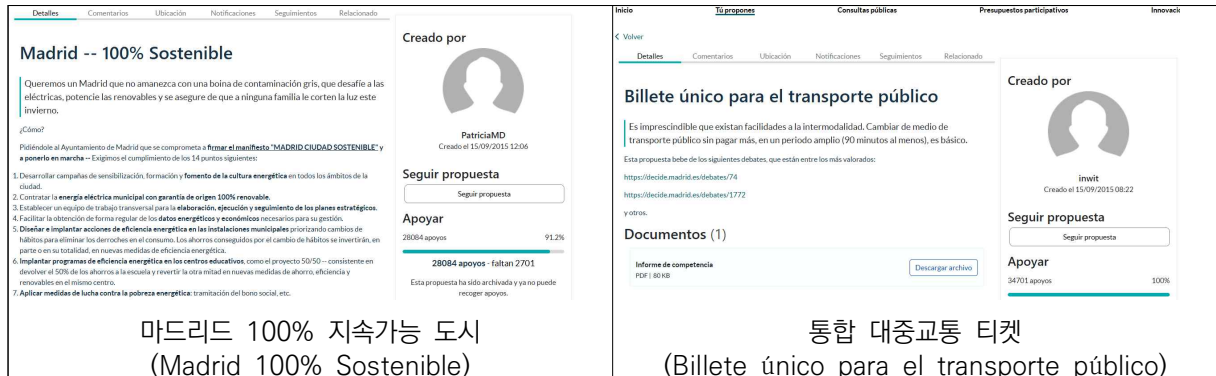 Detalles Comentarios Ubicación Notificaciones Seguimientos Relacionado
Madrid -- 100% Sostenible
Queremos un Madrid que no amanezca con una boina de contaminación gris, que desafíe a las
eléctricas, potencie las renovables y se asegure de que a ninguna familia le corten la luz este
invierno.
¿Cómo?
Pidiéndole al Ayuntamiento de Madrid que se comprometa a firmar el manifiesto "MADRID CIUDAD SOSTENIBLE" y
a ponerlo en marcha -- Exigimos el cumplimiento de los 14 puntos siguientes:
1. Desarrollar campañas de sensibilización, formación y fomento de la cultura energética en todos los ámbitos de la
ciudad.
2. Contratar la energía eléctrica municipal con garantía de origen 100% renovable.
3. Establecer un equipo de trabajo transversal para la elaboración, ejecución y seguimiento de los planes estratégicos.
4. Facilitar la obtención de forma regular de los datos energéticos y económicos necesarios para su gestión.
5. Diseñar e implantar acciones de eficiencia energética en las instalaciones municipales priorizando cambios de
hábitos para eliminar los derroches en el consumo. Los ahorros conseguidos por el cambio de hábitos se invertirán, en
parte o en su totalidad, en nuevas medidas de eficiencia energética.
6. Implantar programas de eficiencia energética en los centros educativos, como el proyecto 50/50 -- consistente en
devolver el 50% de los ahorros a la escuela y revertir la otra mitad en nuevas medidas de ahorro, eficiencia y
renovables en el mismo centro.
7. Aplicar medidas de lucha contra la pobreza energética: tramitación del bono social, etc.
Creado por
PatriciaMD
Creado el 15/09/2015 12:06
Seguir propuesta
Seguir propuesta
Apoyar
28084 apoyos 91.2%
28084 apoyos - faltan 2701
Esta propuesta ha sido archivada y ya no puede
recoger apoyos.
마드리드 100% 지속가능 도시
(Madrid 100% Sostenible)
Inicio Tú propones Consultas públicas Presupuestos participativos Innovació
< Volver
Detalles Comentarios Ubicación Notificaciones Seguimientos Relacionado
Billete único para el transporte público
Es imprescindible que existan facilidades a la intermodalidad. Cambiar de medio de
transporte público sin pagar más, en un periodo amplio (90 minutos al menos), es básico.
Esta propuesta bebe de los siguientes debates, que están entre los más valorados:
https://decide.madrid.es/debates/74
https://decide.madrid.es/debates/1772
y otros.
Documentos (1)
Informe de competencia
PDF | 80 KB
Descargar archivo
Creado por
inwit
Creado el 15/09/2015 08:22
Seguir propuesta
Seguir propuesta
Apoyar
34701 apoyos 100%
통합 대중교통 티켓
(Billete único para el transporte público)